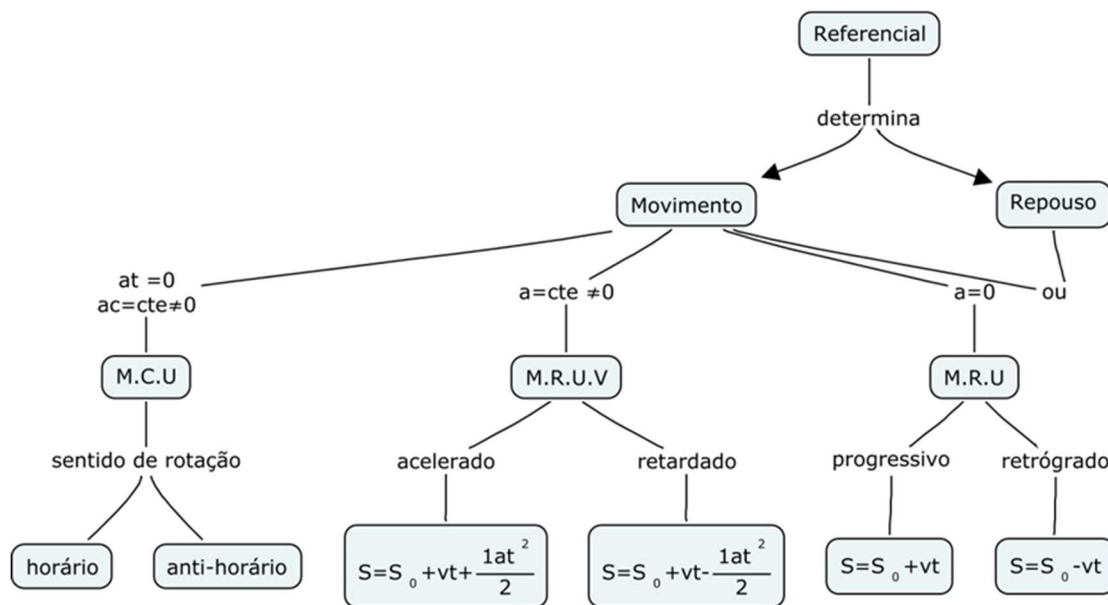 Referencial
determina
Movimento
Repouso
at =0
ac=cte≠0
a=cte ≠0
a=0
ou
M.C.U
M.R.U.V
M.R.U
sentido de rotação
acelerado
retardado
progressivo
retrógrado
horário
anti-horário
S=S₀+vt+1at²/2
S=S₀+vt-1at²/2
S=S₀+vt
S=S₀-vt